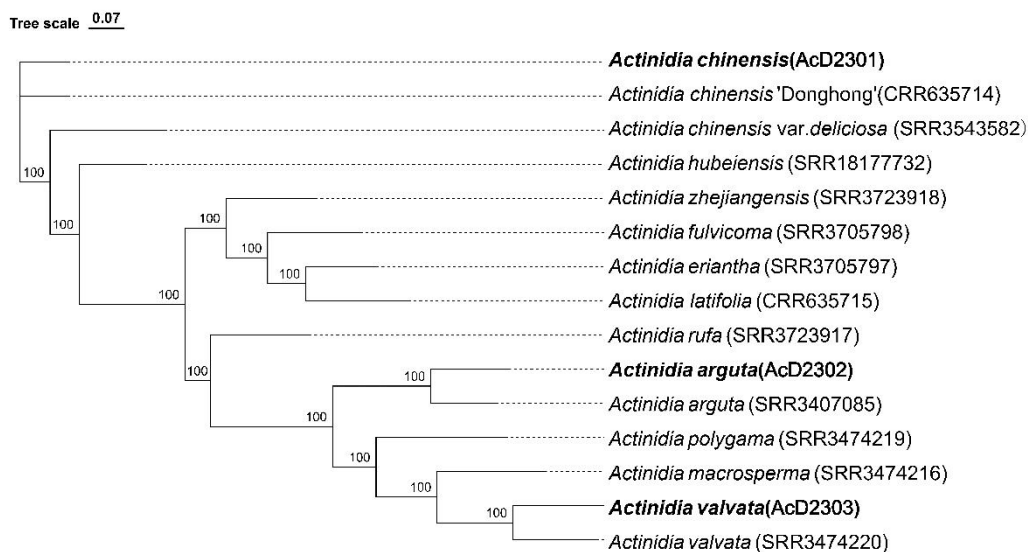 Tree scale 0.07
Actinidia chinensis(AcD2301)
Actinidia chinensis'Donghong'(CRR635714)
Actinidia chinensis var.deliciosa (SRR3543582)
100
Actinidia hubeiensis (SRR18177732)
100
Actinidia zhejiangensis (SRR3723918)
100
Actinidia fulvicoma (SRR3705798)
100
Actinidia eriantha (SRR3705797)
100
Actinidia latifolia (CRR635715)
100
Actinidia rufa (SRR3723917)
100
Actinidia arguta(AcD2302)
100
Actinidia arguta (SRR3407085)
100
Actinidia polygama (SRR3474219)
100
Actinidia macrosperma (SRR3474216)
100
Actinidia valvata(AcD2303)
100
Actinidia valvata (SRR3474220)